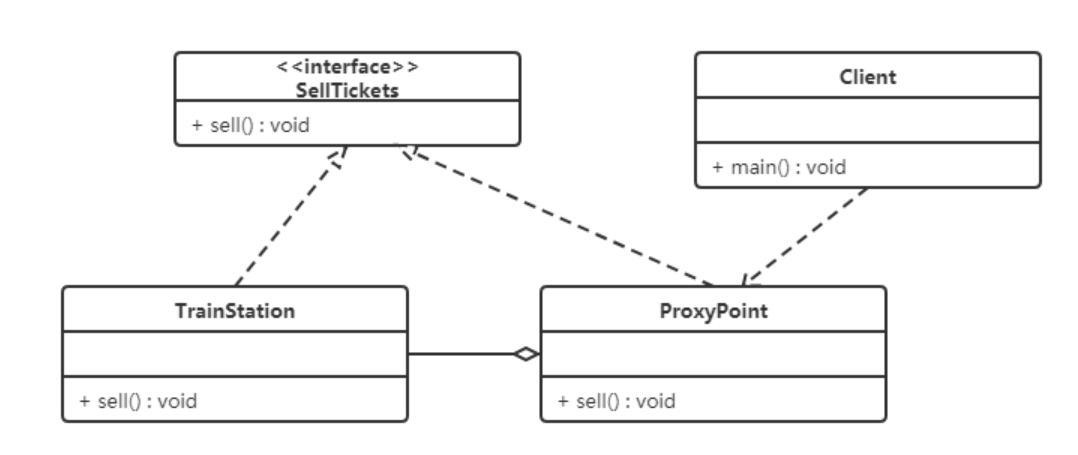 <<interface>>
SellTickets
+ sell() : void
Client
+ main() : void
TrainStation
+ sell() : void
ProxyPoint
+ sell() : void